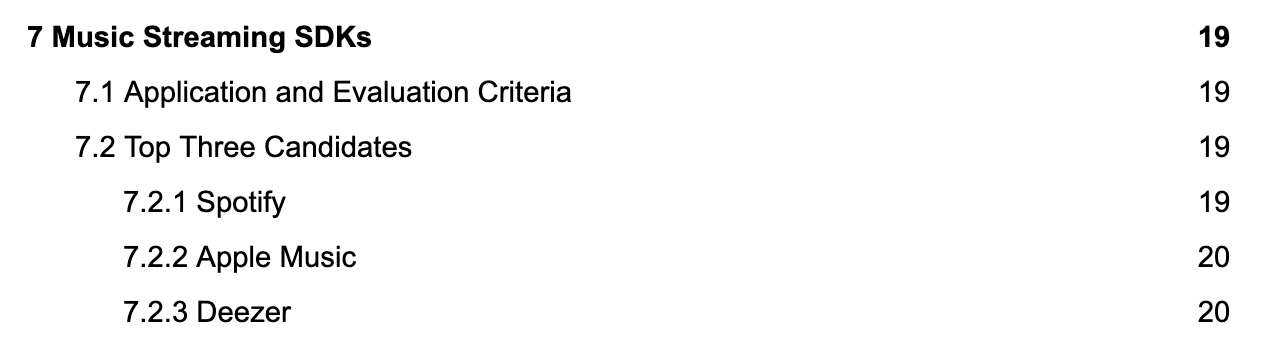 7 Music Streaming SDKs 19
7.1 Application and Evaluation Criteria 19
7.2 Top Three Candidates 19
7.2.1 Spotify 19
7.2.2 Apple Music 20
7.2.3 Deezer 20